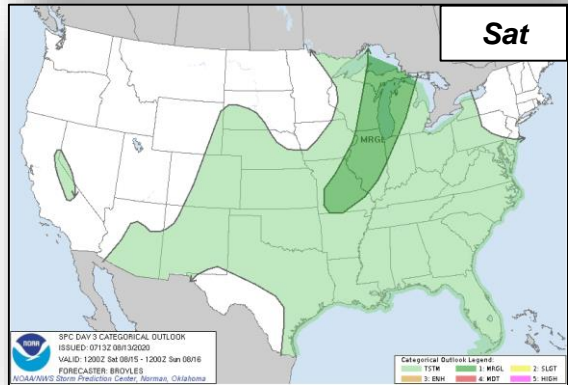 Sat
MRGL
NOAA
SPC DAY 3 CATEGORICAL OUTLOOK
ISSUED: 0713Z 08/13/2020
VALID: 1200Z Sat 08/15 - 1200Z Sun 08/16
FORECASTER: BROYLES
NOAA/NWS Storm Prediction Center, Norman, Oklahoma
Categorical Outlook Legend:
TSTM 1: MRGL 2: SLGT
3: ENH 4: MDT 5: HIGH